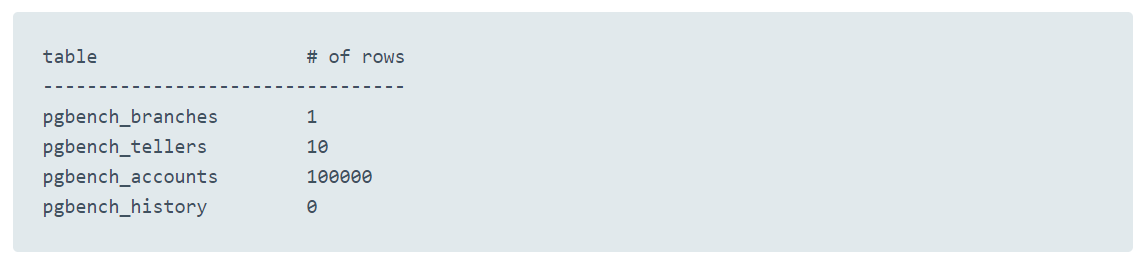 table                   # of rows
---------------------------------
pgbench_branches        1
pgbench_tellers         10
pgbench_accounts        100000
pgbench_history         0